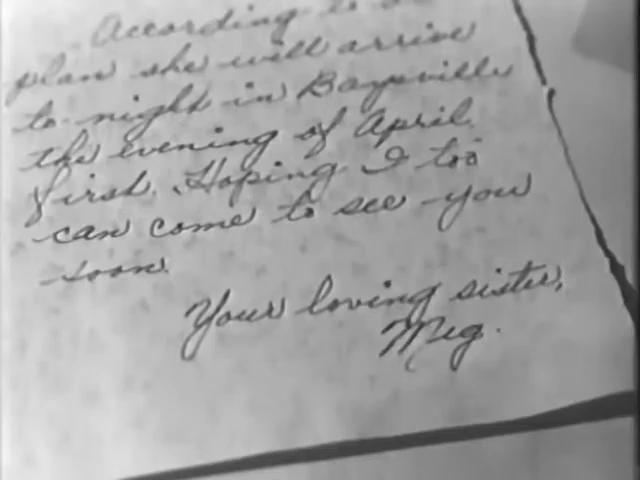 According to
plan she will arrive
to-night in Baysville
the evening of April
first. Hoping I too
can come to see you
soon.
Your loving sister,
Meg.